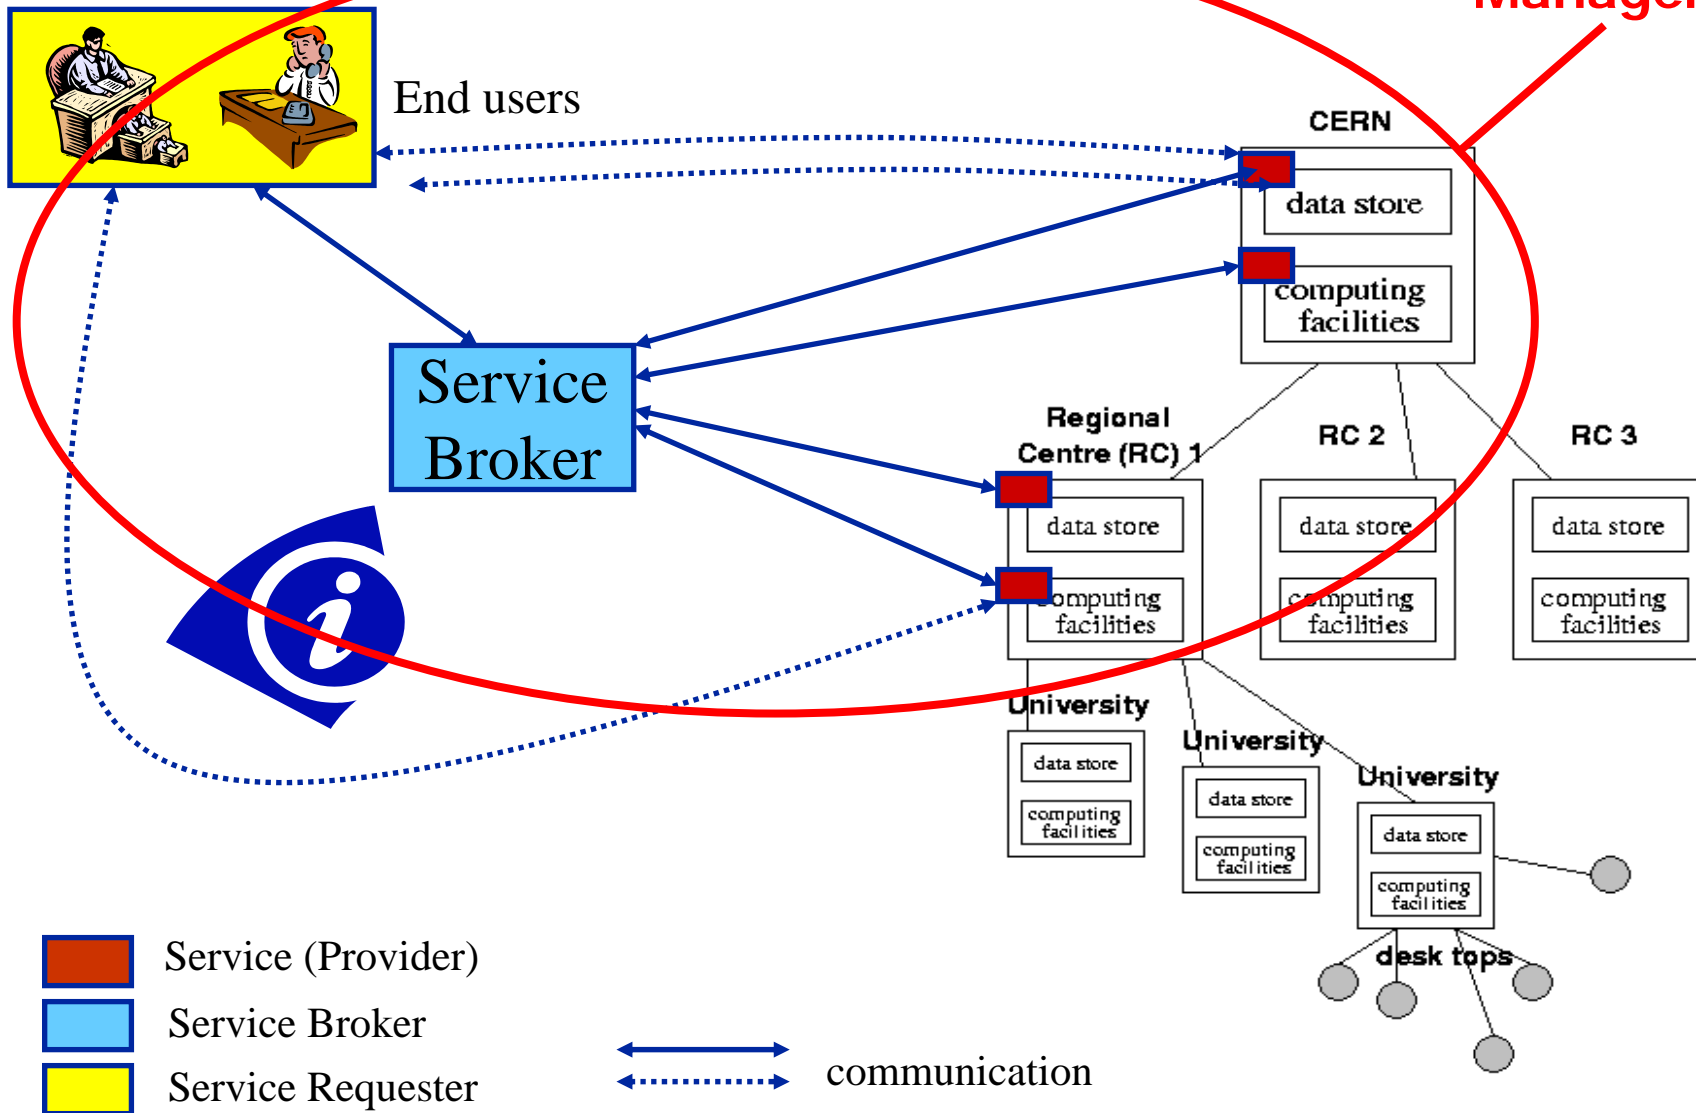 End users
CERN
data store
computing
facilities
Service
Broker
Regional
Centre (RC) 1
RC 2
RC 3
data store
computing
facilities
data store
computing
facilities
data store
computing
facilities
i
University
data store
computing
facilities
University
data store
computing
facilities
University
data store
computing
facilities
desk tops
Service (Provider)
Service Broker
Service Requester
communication